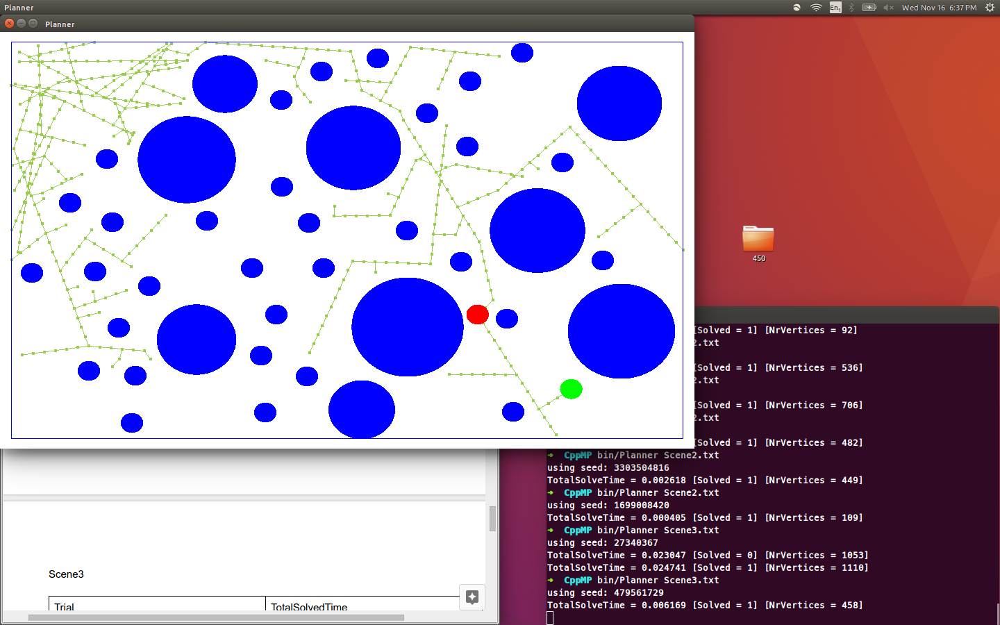 Planner
En1
Wed Nov 16 6:37 PM
Planner
450
[Solved = 1] [NrVertices = 92]
2.txt
[Solved = 1] [NrVertices = 536]
2.txt
[Solved = 1] [NrVertices = 706]
2.txt
[Solved = 1] [NrVertices = 482]
➜ CppMP bin/Planner Scene2.txt
using seed: 3303504816
TotalSolveTime = 0.002618 [Solved = 1] [NrVertices = 449]
➜ CppMP bin/Planner Scene2.txt
using seed: 1699008420
TotalSolveTime = 0.000405 [Solved = 1] [NrVertices = 109]
➜ CppMP bin/Planner Scene3.txt
using seed: 27340367
TotalSolveTime = 0.023047 [Solved = 0] [NrVertices = 1053]
TotalSolveTime = 0.024741 [Solved = 1] [NrVertices = 1110]
➜ CppMP bin/Planner Scene3.txt
using seed: 479561729
TotalSolveTime = 0.006169 [Solved = 1] [NrVertices = 458]
Scene3
Trial TotalSolvedTime